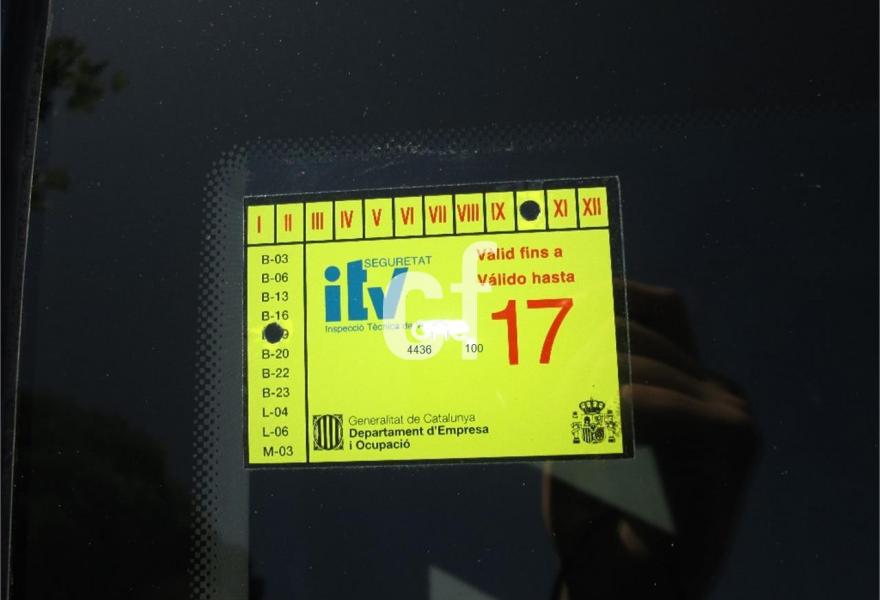 I II III IV V VI VII VIII IX XI XII
B-03
B-06
B-13
B-16
B-20
B-22
B-23
L-04
L-06
M-03
SEGURETAT
itv
Inspecció Tècnica de
Vàlid fins a
Válido hasta
17
cf
4436 100
Generalitat de Catalunya
Departament d'Empresa
i Ocupació